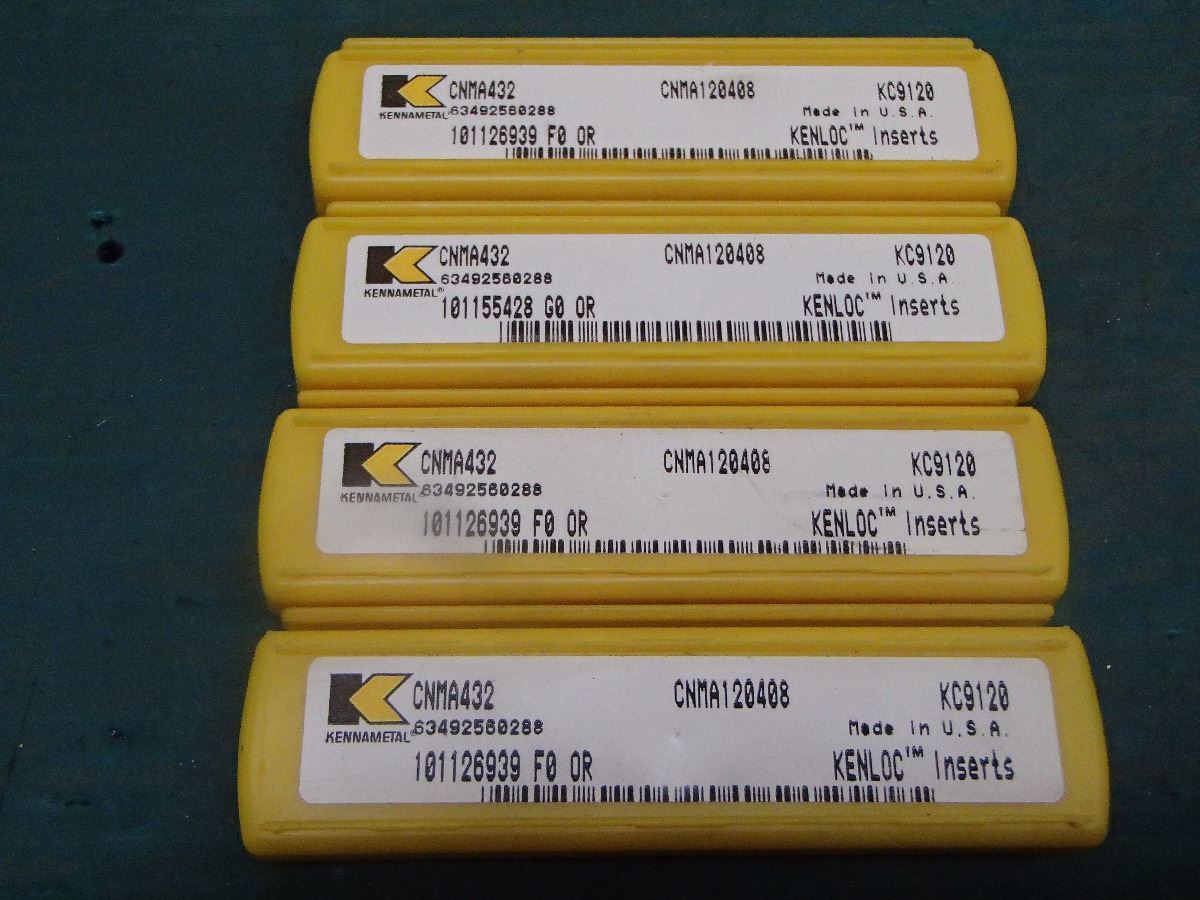 CNMA432 CNMA120408 KC9120
63492560288 Made in U.S.A.
KENNAMETAL
101126939 F0 OR KENLOC™ Inserts
CNMA432 CNMA120408 KC9120
63492560288 Made in U.S.A.
KENNAMETAL®
101155428 G0 OR KENLOC™ Inserts
CNMA432 CNMA120408 KC9120
63492560288 Made in U.S.A.
KENNAMETAL
101126939 F0 OR KENLOC™ Inserts
CNMA432 CNMA120408 KC9120
63492560288 Made in U.S.A.
KENNAMETAL®
101126939 F0 OR KENLOC™ Inserts